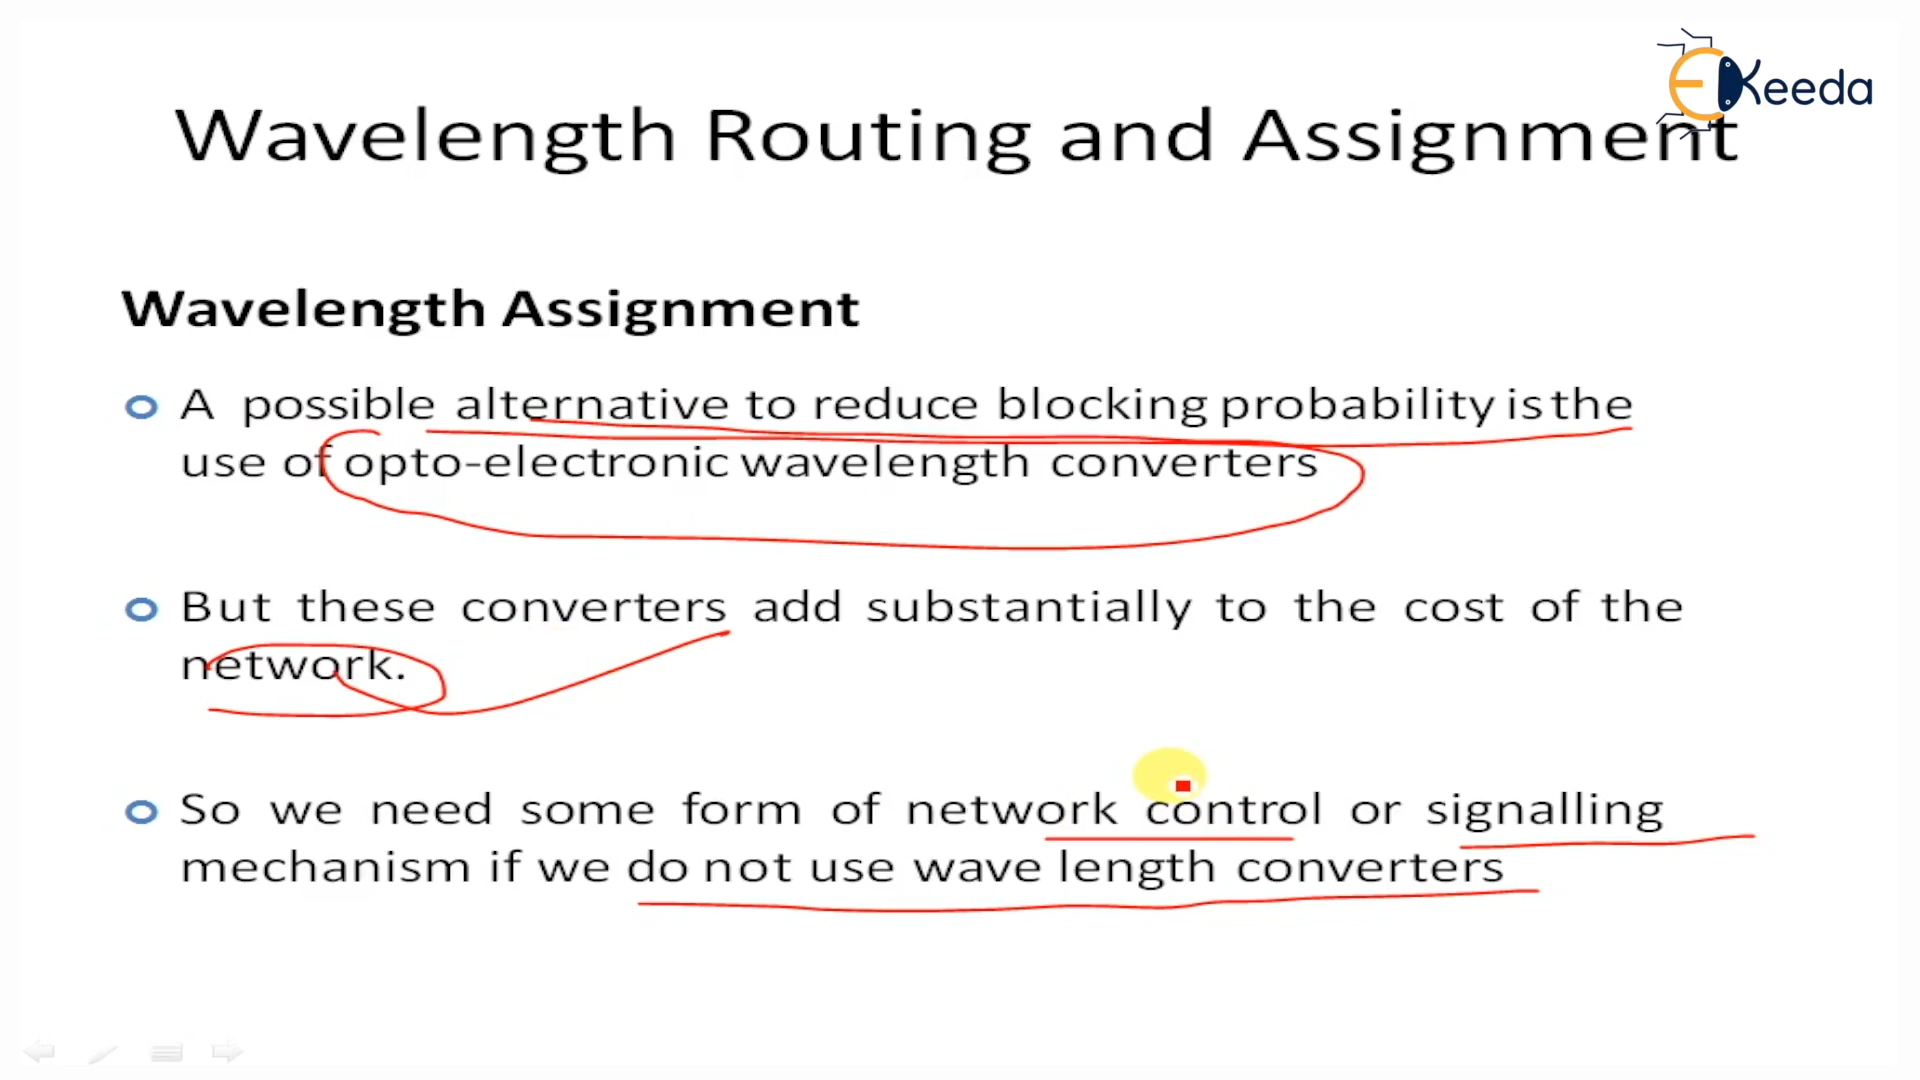 EKeeda
Wavelength Routing and Assignment
Wavelength Assignment
A possible alternative to reduce blocking probability is the
use of opto-electronic wavelength converters
But these converters add substantially to the cost of the
network.
So we need some form of network control or signalling
mechanism if we do not use wave length converters